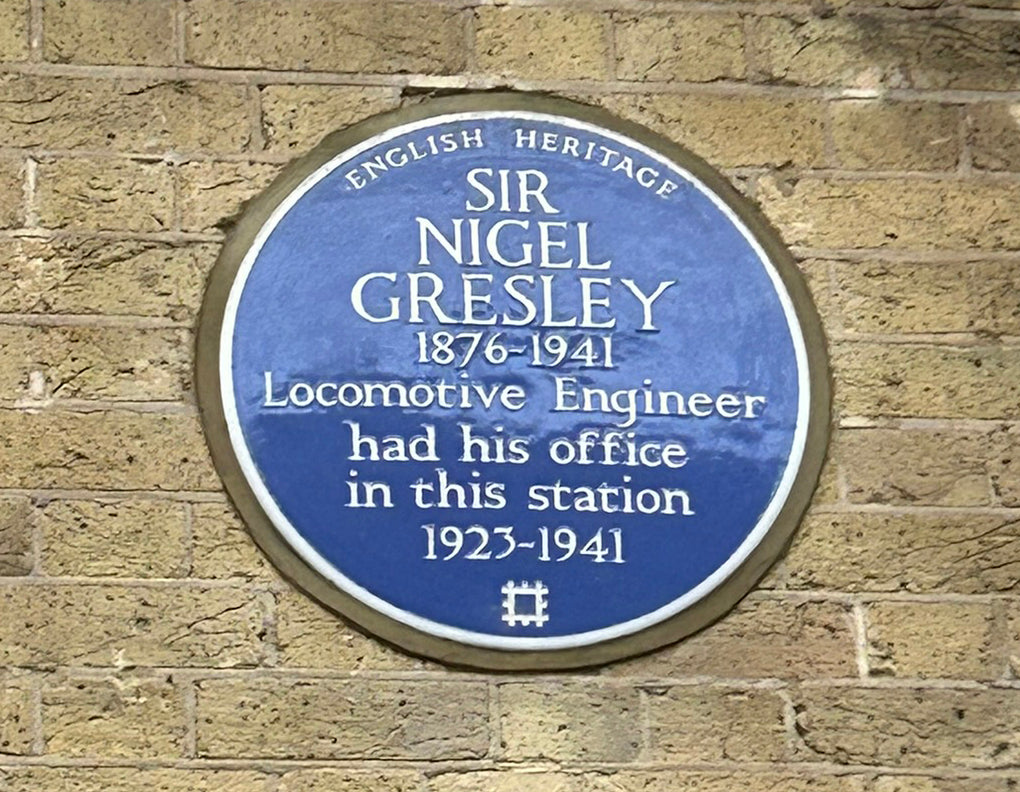 ENGLISH HERITAGE
SIR
NIGEL
GRESLEY
1876-1941
Locomotive Engineer
had his office
in this station
1923-1941